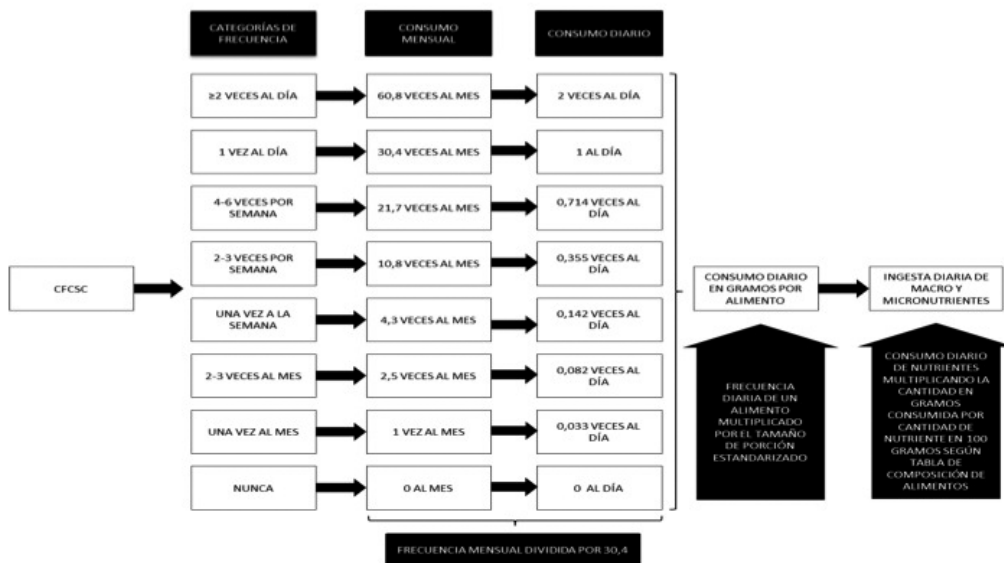 CATEGORÍAS DE
FRECUENCIA
CONSUMO
MENSUAL
CONSUMO DIARIO
≥2 VECES AL DÍA
60,8 VECES AL MES
2 VECES AL DÍA
1 VEZ AL DÍA
30,4 VECES AL MES
1 AL DÍA
4-6 VECES POR
SEMANA
21,7 VECES AL MES
0,714 VECES AL
DÍA
2-3 VECES POR
SEMANA
10,8 VECES AL MES
0,355 VECES AL
DÍA
UNA VEZ A LA
SEMANA
4,3 VECES AL MES
0,142 VECES AL
DÍA
2-3 VECES AL MES
2,5 VECES AL MES
0,082 VECES AL
DÍA
UNA VEZ AL MES
1 VEZ AL MES
0,033 VECES AL
DÍA
NUNCA
0 AL MES
0 AL DÍA
CFCSC
CONSUMO DIARIO
EN GRAMOS POR
ALIMENTO
INGESTA DIARIA DE
MACRO Y
MICRONUTRIENTES
FRECUENCIA
DIARIA DE UN
ALIMENTO
MULTIPLICADO
POR EL TAMAÑO
DE PORCIÓN
ESTANDARIZADO
CONSUMO DIARIO
DE NUTRIENTES
MULTIPLICANDO LA
CANTIDAD EN
GRAMOS
CONSUMIDA POR
CANTIDAD DE
NUTRIENTE EN 100
GRAMOS SEGÚN
TABLA DE
COMPOSICIÓN DE
ALIMENTOS
FRECUENCIA MENSUAL DIVIDIDA POR 30,4